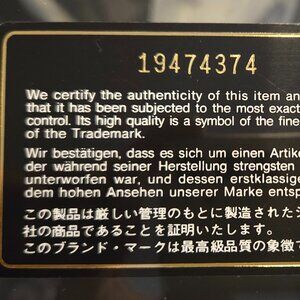 19474374
We certify the authenticity of this item and
that it has been subjected to the most exact
control. Its high quality is a symbol of the fine
of the Trademark.
Wir bestätigen, dass es sich um einen Artike
der während seiner Herstellung strengsten
unterworfen war, und dessen erstklassige
dem hohen Ansehen unserer Marke entsp
この製品は厳しい管理のもとに製造された
社の商品であることを証明いたします。
このブランド・マークは最高級品質の象徴で